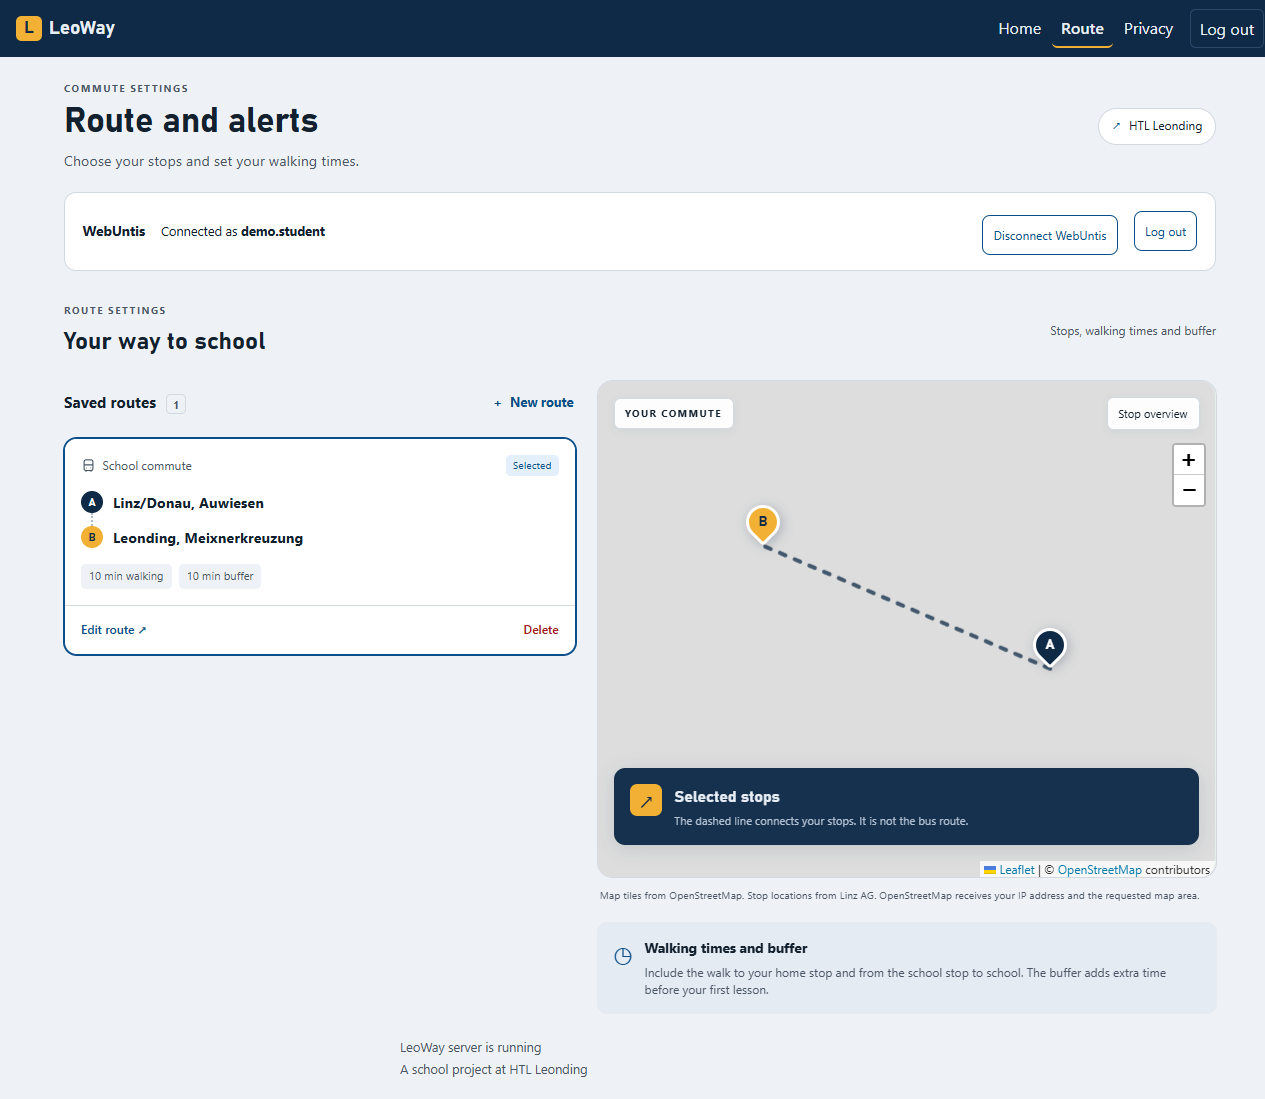 L LeoWay
Home Route Privacy Log out
COMMUTE SETTINGS
Route and alerts
↗ HTL Leonding
Choose your stops and set your walking times.
WebUntis Connected as demo.student
Disconnect WebUntis Log out
ROUTE SETTINGS
Your way to school
Stops, walking times and buffer
Saved routes 1
+ New route
School commute Selected
A Linz/Donau, Auwiesen
B Leonding, Meixnerkreuzung
10 min walking 10 min buffer
Edit route ↗ Delete
YOUR COMMUTE
Stop overview
+
−
B
A
↗ Selected stops
The dashed line connects your stops. It is not the bus route.
Leaflet | © OpenStreetMap contributors
Map tiles from OpenStreetMap. Stop locations from Linz AG. OpenStreetMap receives your IP address and the requested map area.
Walking times and buffer
Include the walk to your home stop and from the school stop to school. The buffer adds extra time
before your first lesson.
LeoWay server is running
A school project at HTL Leonding